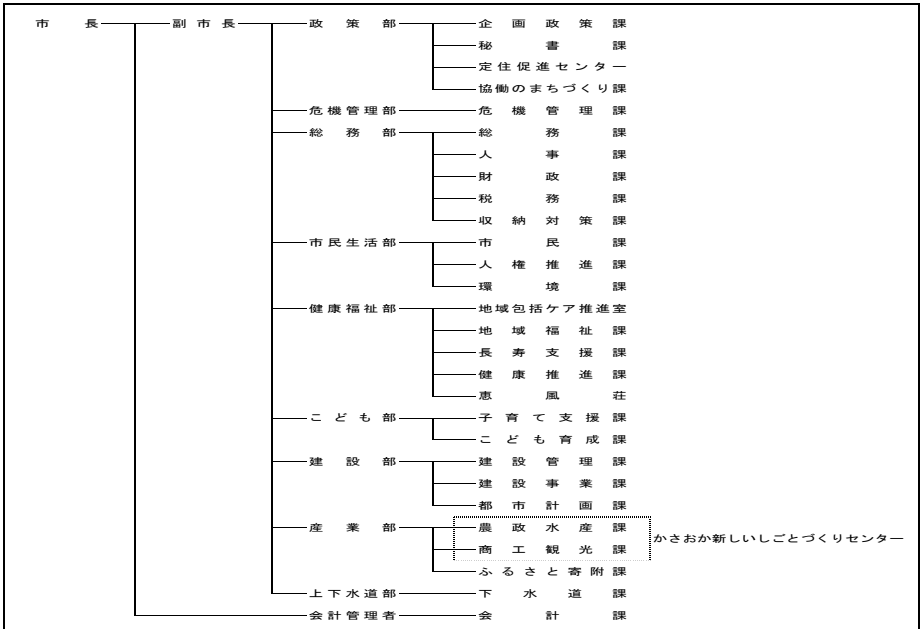 市長 副市長 政策部 企画政策課
秘書課
定住促進センター
協働のまちづくり課
危機管理部 危機管理課
総務部 総務課
人事課
財政課
税務課
収納対策課
市民生活部 市民課
人権推進課
環境課
健康福祉部 地域包括ケア推進室
地域福祉課
長寿支援課
健康推進課
恵風荘
こども部 子育て支援課
こども育成課
建設部 建設管理課
建設事業課
都市計画課
産業部 農政水産課
かさおか新しいしごとづくりセンター
商工観光課
ふるさと寄附課
上下水道部 下水道課
会計管理者 会計課